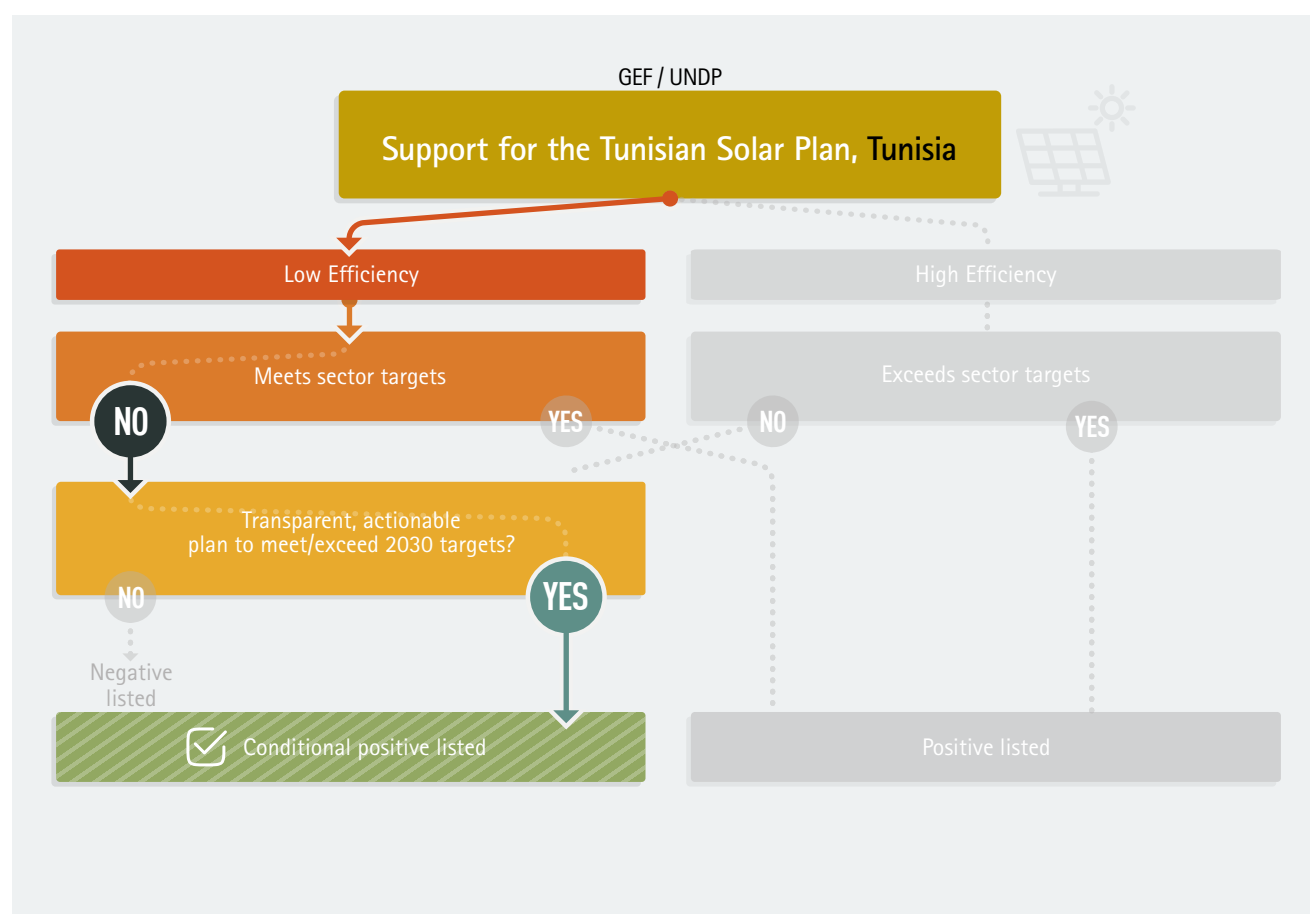 GEF / UNDP
Support for the Tunisian Solar Plan, Tunisia
Low Efficiency
High Efficiency
Meets sector targets
Exceeds sector targets
NO
YES
NO
YES
Transparent, actionable
plan to meet/exceed 2030 targets?
NO
YES
Negative
listed
Conditional positive listed
Positive listed